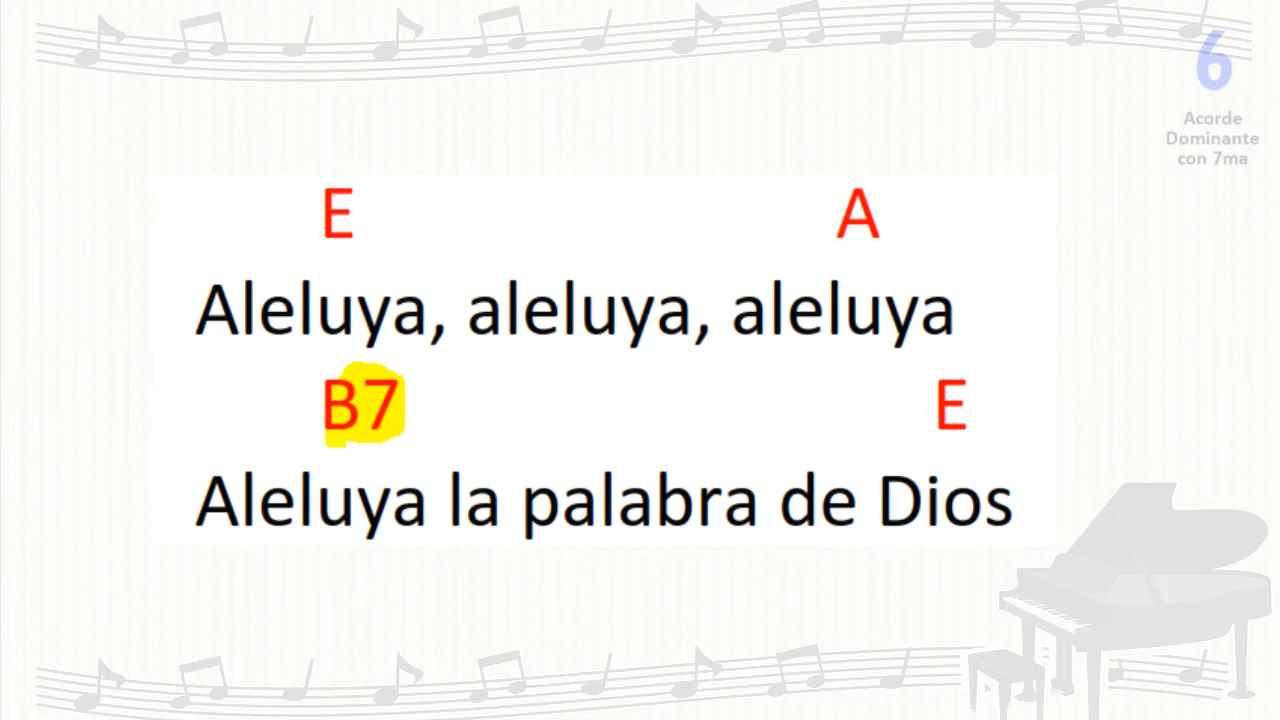 6
Acorde
Dominante
con 7ma
E A
Aleluya, aleluya, aleluya
B7 E
Aleluya la palabra de Dios